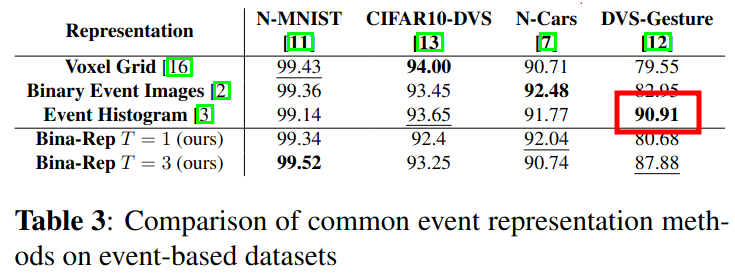 Representation N-MNIST CIFAR10-DVS N-Cars DVS-Gesture
[11] [13] [7] [12]
Voxel Grid [16 99.43 94.00 90.71 79.55
Binary Event Images [2 99.36 93.45 92.48 82.95
Event Histogram [3 99.14 93.65 91.77 90.91
Bina-Rep T = 1 (ours) 99.34 92.4 92.04 80.68
Bina-Rep T = 3 (ours) 99.52 93.25 90.74 87.88
Table 3: Comparison of common event representation meth-
ods on event-based datasets